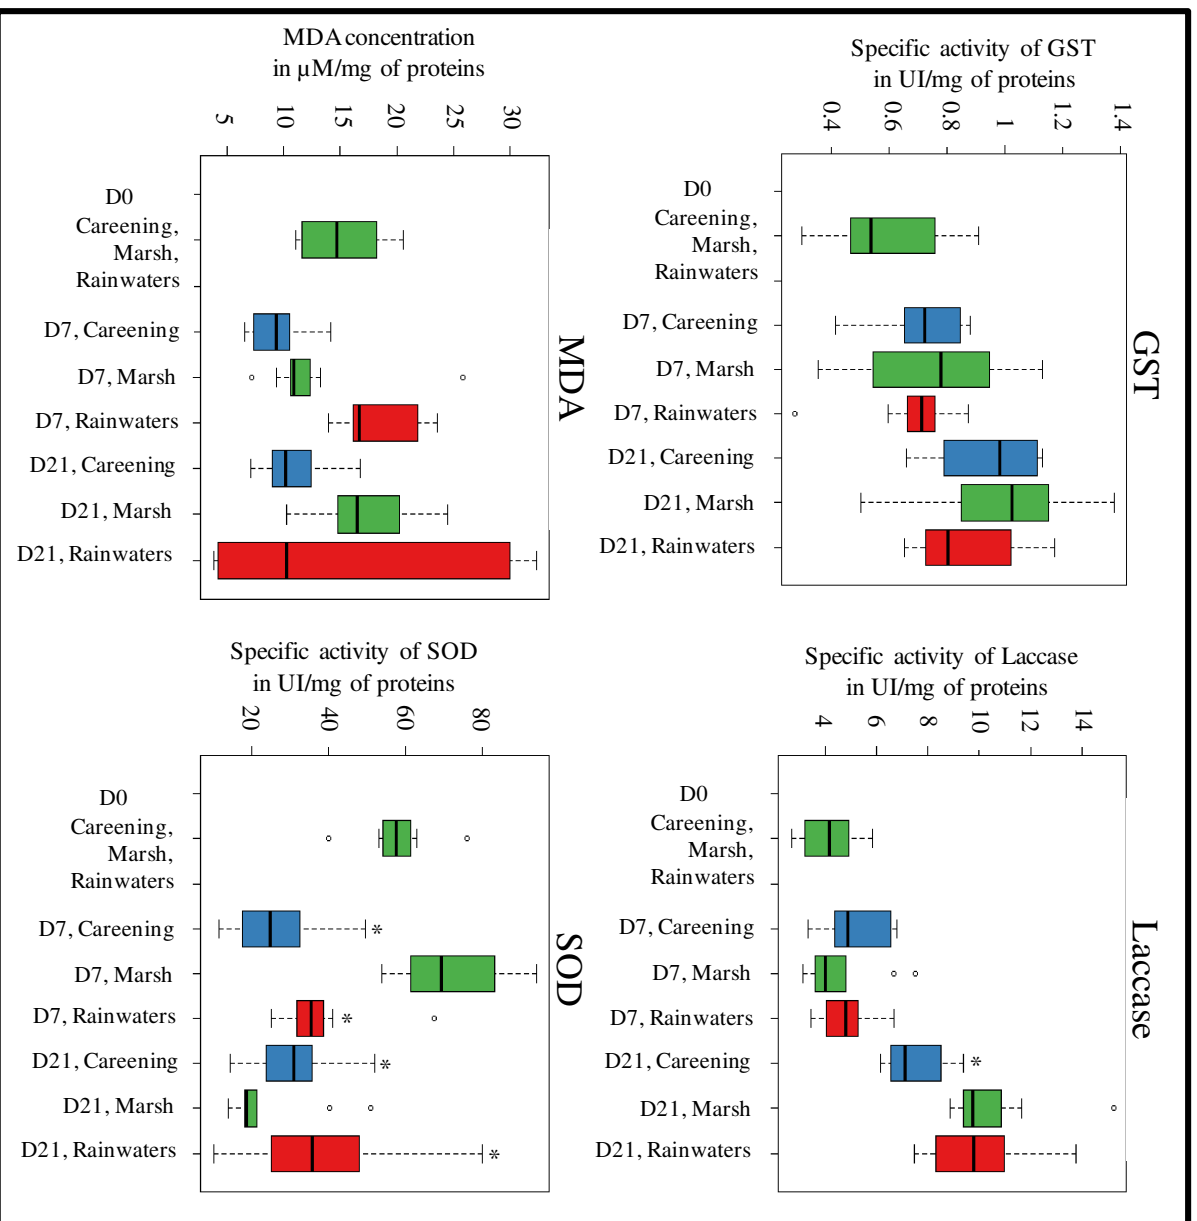 MDA concentration
in µM/mg of proteins
5
10
15
20
25
30
D0
Careening,
Marsh,
Rainwaters
D7, Careening
D7, Marsh
D7, Rainwaters
D21, Careening
D21, Marsh
D21, Rainwaters
MDA
Specific activity of GST
in UI/mg of proteins
0.4
0.6
0.8
1
1.2
1.4
D0
Careening,
Marsh,
Rainwaters
D7, Careening
D7, Marsh
D7, Rainwaters
D21, Careening
D21, Marsh
D21, Rainwaters
GST
Specific activity of SOD
in UI/mg of proteins
20
40
60
80
D0
Careening,
Marsh,
Rainwaters
D7, Careening
*
D7, Marsh
D7, Rainwaters
*
D21, Careening
*
D21, Marsh
D21, Rainwaters
*
SOD
Specific activity of Laccase
in UI/mg of proteins
4
6
8
10
12
14
D0
Careening,
Marsh,
Rainwaters
D7, Careening
D7, Marsh
D7, Rainwaters
D21, Careening
*
D21, Marsh
D21, Rainwaters
Laccase